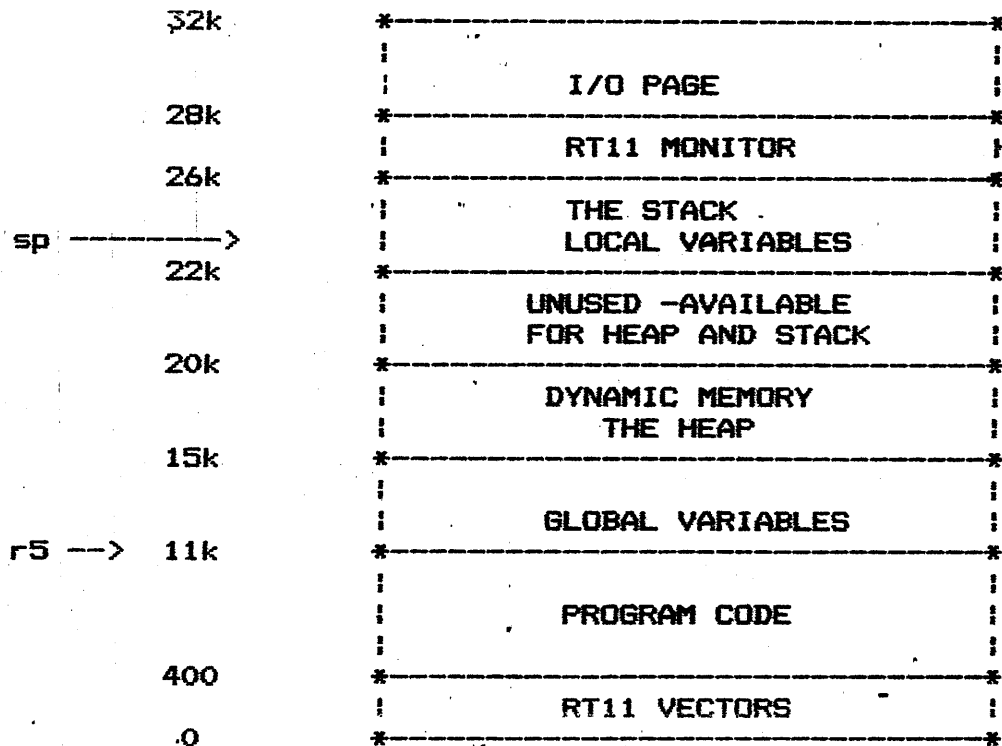 32k *------------------------------*
I/O PAGE
28k *------------------------------*
RT11 MONITOR
26k *------------------------------*
THE STACK
sp ---------> LOCAL VARIABLES
22k *------------------------------*
UNUSED -AVAILABLE
FOR HEAP AND STACK
20k *------------------------------*
DYNAMIC MEMORY
THE HEAP
15k *------------------------------*
GLOBAL VARIABLES
r5 --> 11k *------------------------------*
PROGRAM CODE
400 *------------------------------*
RT11 VECTORS
0 *------------------------------*